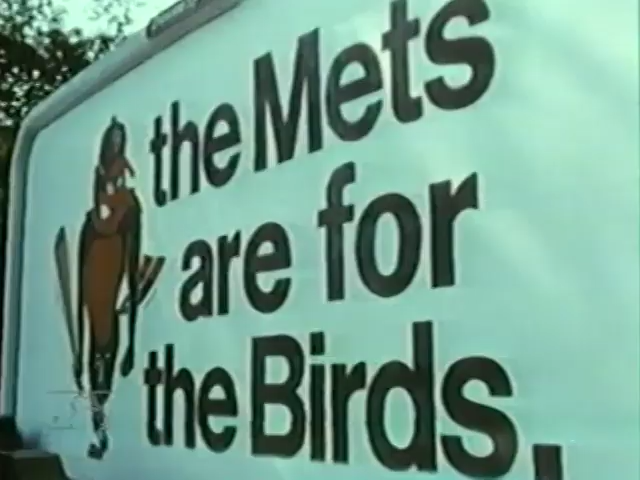 the Mets
are for
the Birds.